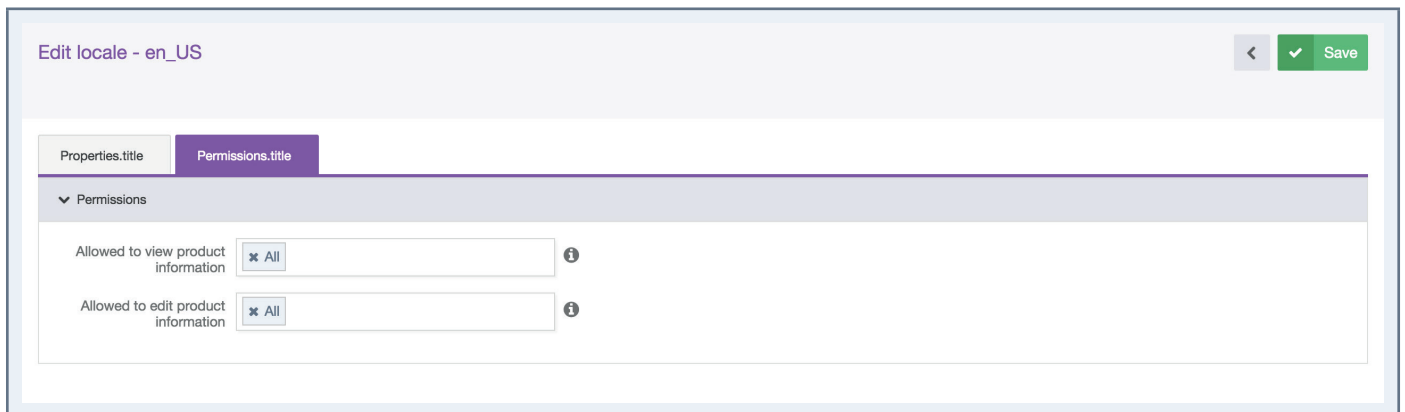 Edit locale - en_US
Save
Properties.title
Permissions.title
Permissions
Allowed to view product
information
All
Allowed to edit product
information
All